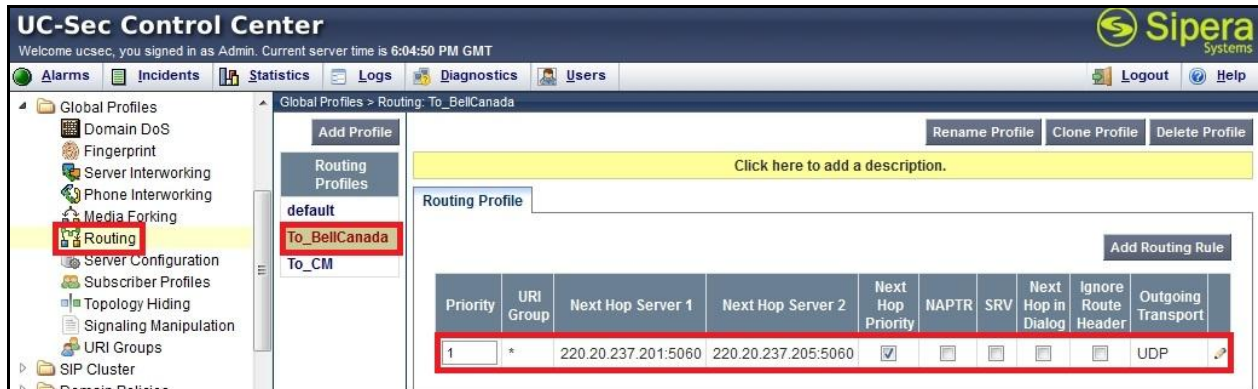 UC-Sec Control Center
Welcome ucsec, you signed in as Admin. Current server time is 6:04:50 PM GMT
Sipera
Systems
Alarms Incidents Statistics Logs Diagnostics Users Logout Help
Global Profiles
Domain DoS
Fingerprint
Server Interworking
Phone Interworking
Media Forking
Routing
Server Configuration
Subscriber Profiles
Topology Hiding
Signaling Manipulation
URI Groups
SIP Cluster
Domain Policies
Global Profiles > Routing: To_BellCanada
Add Profile
Routing
Profiles
default
To_BellCanada
To_CM
Rename Profile Clone Profile Delete Profile
Click here to add a description.
Routing Profile
Add Routing Rule
Priority URI Group Next Hop Server 1 Next Hop Server 2 Next Hop Priority NAPTR SRV Next Hop in Dialog Ignore Route Header Outgoing Transport
1 * 220.20.237.201:5060 220.20.237.205:5060 UDP